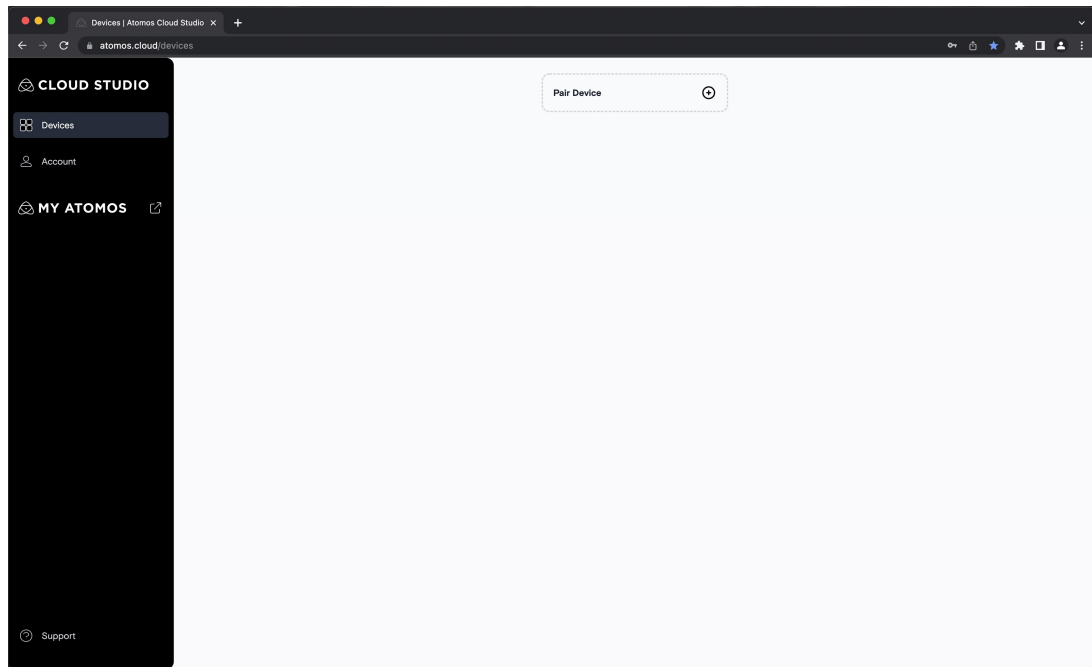 Devices | Atomos Cloud Studio
atomos.cloud/devices
CLOUD STUDIO
Pair Device
Devices
Account
MY ATOMOS
Support